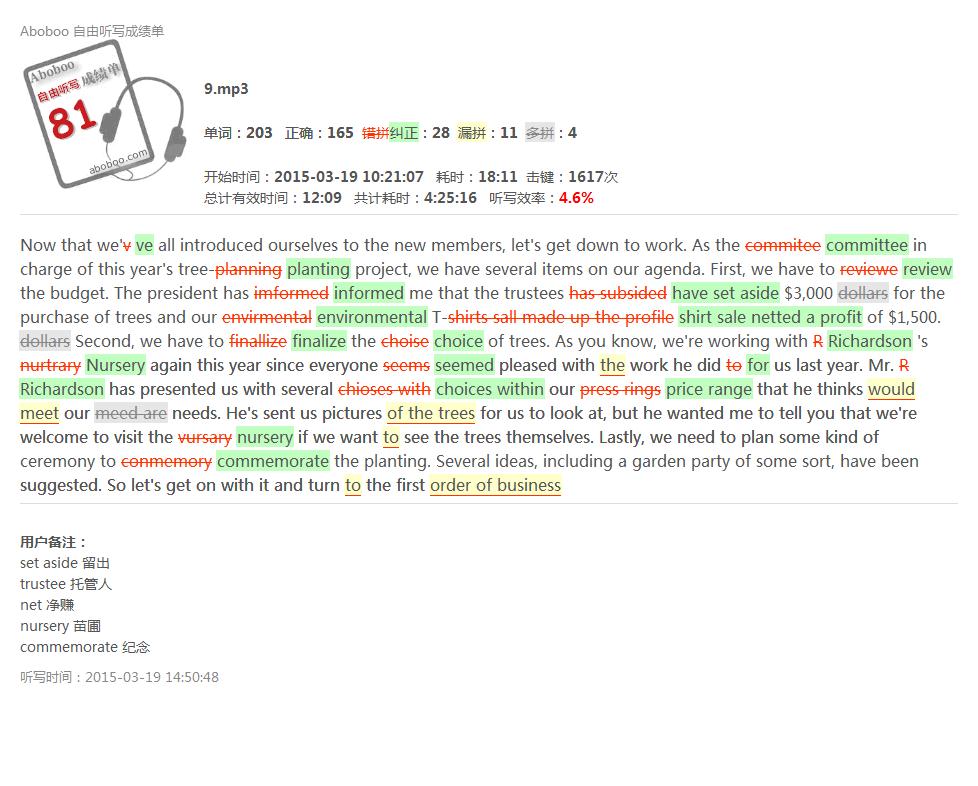 Aboboo 自由听写成绩单
Aboboo
自由听写 成绩单
81
aboboo.com
9.mp3
单词：203 正确：165 错拼纠正：28 漏拼：11 多拼：4
开始时间：2015-03-19 10:21:07 耗时：18:11 击键：1617次
总计有效时间：12:09 共计耗时：4:25:16 听写效率：4.6%
Now that we'v ve all introduced ourselves to the new members, let's get down to work. As the commitee committee in
charge of this year's tree-planning planting project, we have several items on our agenda. First, we have to reviewe review
the budget. The president has imformed informed me that the trustees has subsided have set aside $3,000 dollars for the
purchase of trees and our envirmental environmental T-shirts sall made up the profile shirt sale netted a profit of $1,500.
dollars Second, we have to finallize finalize the choise choice of trees. As you know, we're working with R Richardson 's
nurtrary Nursery again this year since everyone seems seemed pleased with the work he did to for us last year. Mr. R
Richardson has presented us with several chioses with choices within our press rings price range that he thinks would
meet our meed are needs. He's sent us pictures of the trees for us to look at, but he wanted me to tell you that we're
welcome to visit the vursary nursery if we want to see the trees themselves. Lastly, we need to plan some kind of
ceremony to conmemory commemorate the planting. Several ideas, including a garden party of some sort, have been
suggested. So let's get on with it and turn to the first order of business
用户备注：
set aside 留出
trustee 托管人
net 净赚
nursery 苗圃
commemorate 纪念
听写时间：2015-03-19 14:50:48